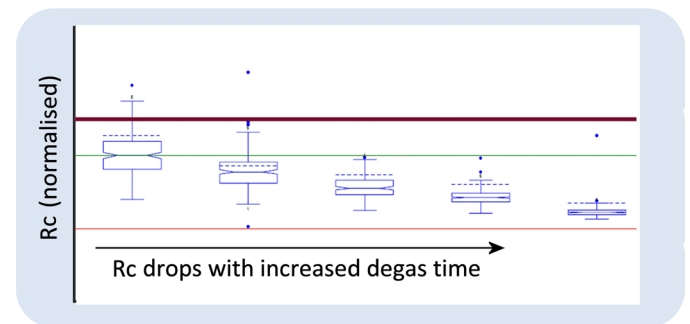 Rc (normalised)
Rc drops with increased degas time